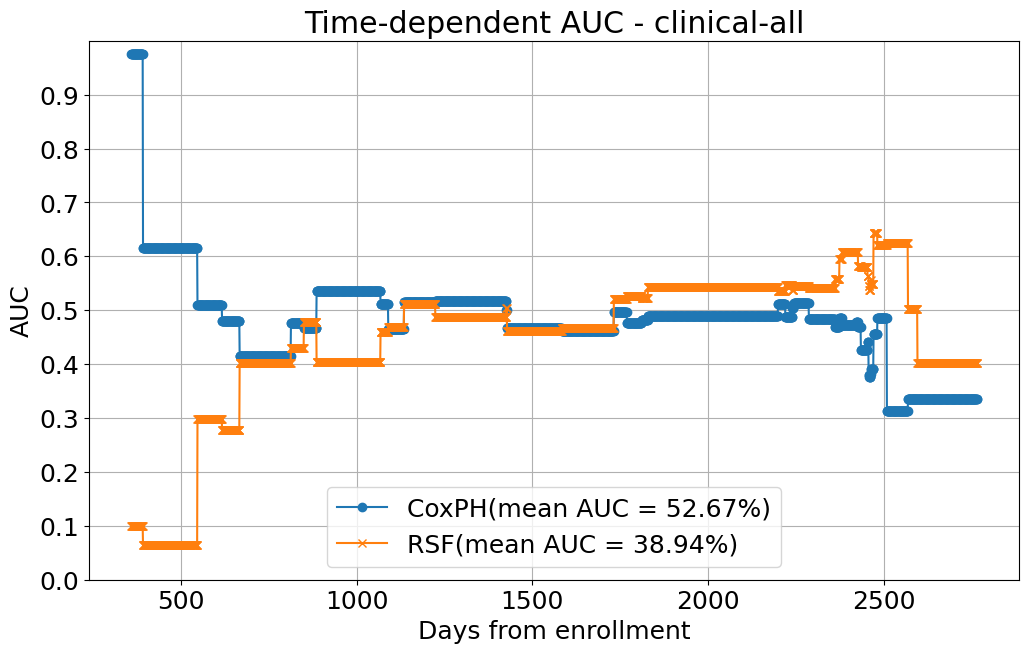 Time-dependent AUC - clinical-all
AUC
0.9
0.8
0.7
0.6
0.5
0.4
0.3
0.2
0.1
0.0
CoxPH(mean AUC = 52.67%)
RSF(mean AUC = 38.94%)
500 1000 1500 2000 2500
Days from enrollment